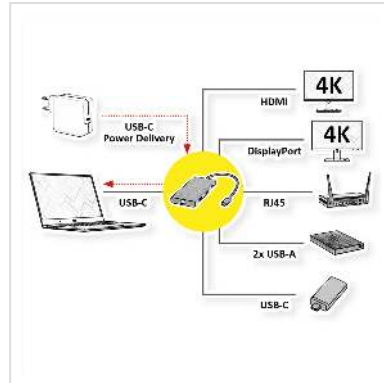 4K
HDMI
USB-C
Power Delivery
4K
DisplayPort
USB-C
RJ45
2x USB-A
USB-C